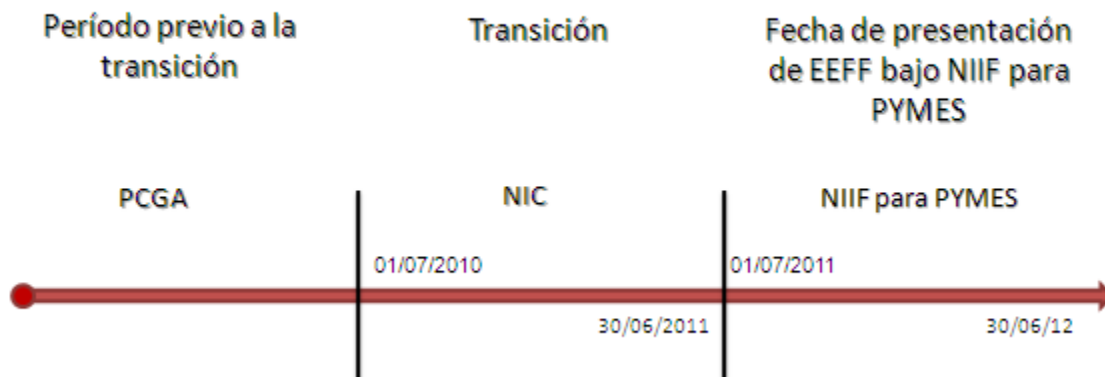 Período previo a la
transición
Transición
Fecha de presentación
de EEFF bajo NIIF para
PYMES
PCGA
NIC
NIIF para PYMES
01/07/2010
01/07/2011
30/06/2011
30/06/12